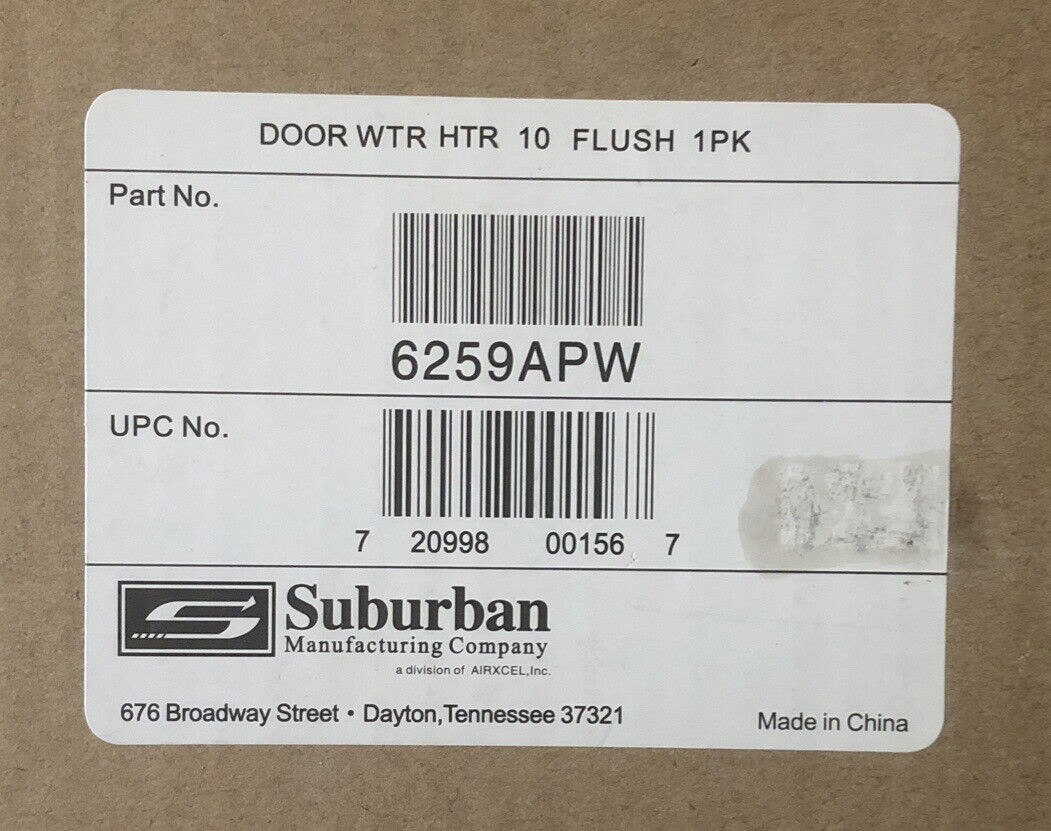 DOOR WTR HTR 10 FLUSH 1PK
Part No.
6259APW
UPC No.
7 20998 00156 7
Suburban
Manufacturing Company
a division of AIRXCEL,Inc.
676 Broadway Street • Dayton,Tennessee 37321
Made in China